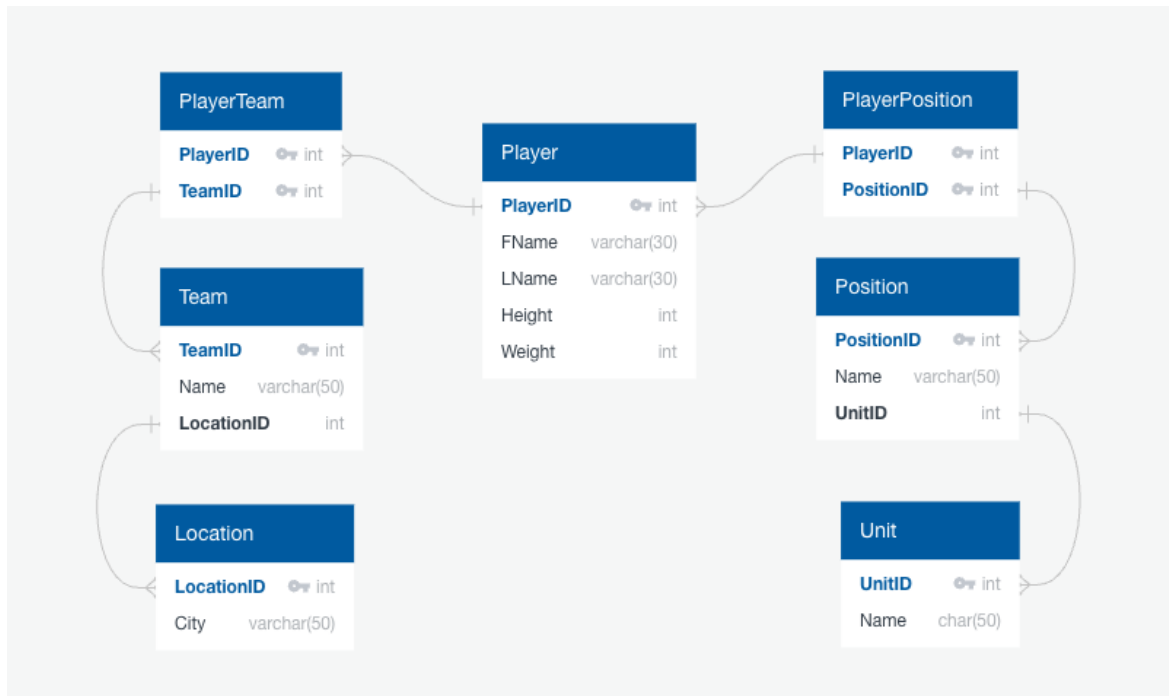 PlayerTeam
PlayerID int
TeamID int
Team
TeamID int
Name varchar(50)
LocationID int
Location
LocationID int
City varchar(50)
Player
PlayerID int
FName varchar(30)
LName varchar(30)
Height int
Weight int
PlayerPosition
PlayerID int
PositionID int
Position
PositionID int
Name varchar(50)
UnitID int
Unit
UnitID int
Name char(50)